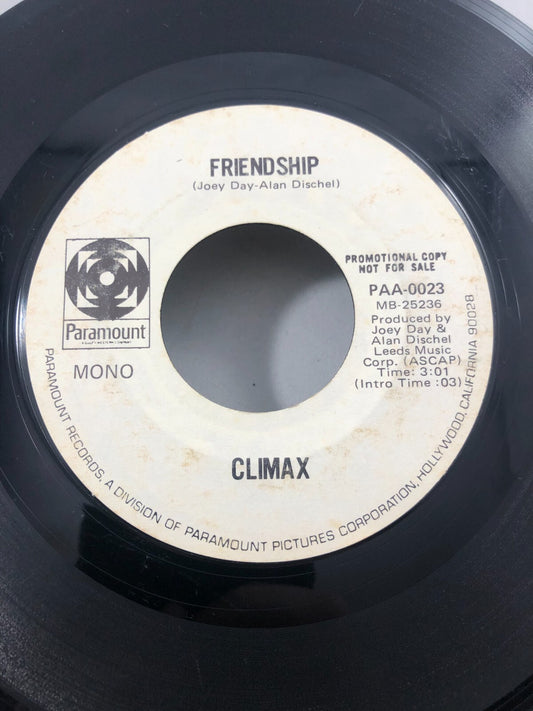 FRIENDSHIP
(Joey Day-Alan Dischel)
PROMOTIONAL COPY
NOT FOR SALE
PAA-0023
MB-25236
Produced by
Joey Day &
Alan Dischel
Leeds Music
Corp. (ASCAP)
Time: 3:01
(Intro Time :03)
Paramount
MONO
CLIMAX
PARAMOUNT RECORDS, A DIVISION OF PARAMOUNT PICTURES CORPORATION, HOLLYWOOD, CALIFORNIA 90028